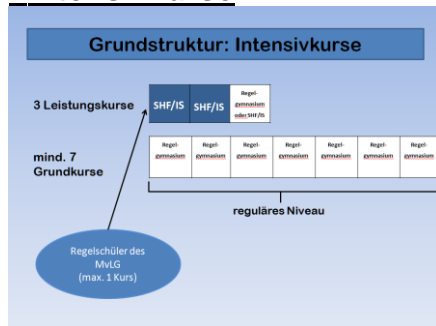 Grundstruktur: Intensivkurse
3 Leistungskurse
SHF/IS
SHF/IS
Regel-
gymnasium
oder SHF/IS
mind. 7
Grundkurse
Regel-
gymnasium
Regel-
gymnasium
Regel-
gymnasium
Regel-
gymnasium
Regel-
gymnasium
Regel-
gymnasium
Regel-
gymnasium
reguläres Niveau
Regelschüler des
MvLG
(max. 1 Kurs)